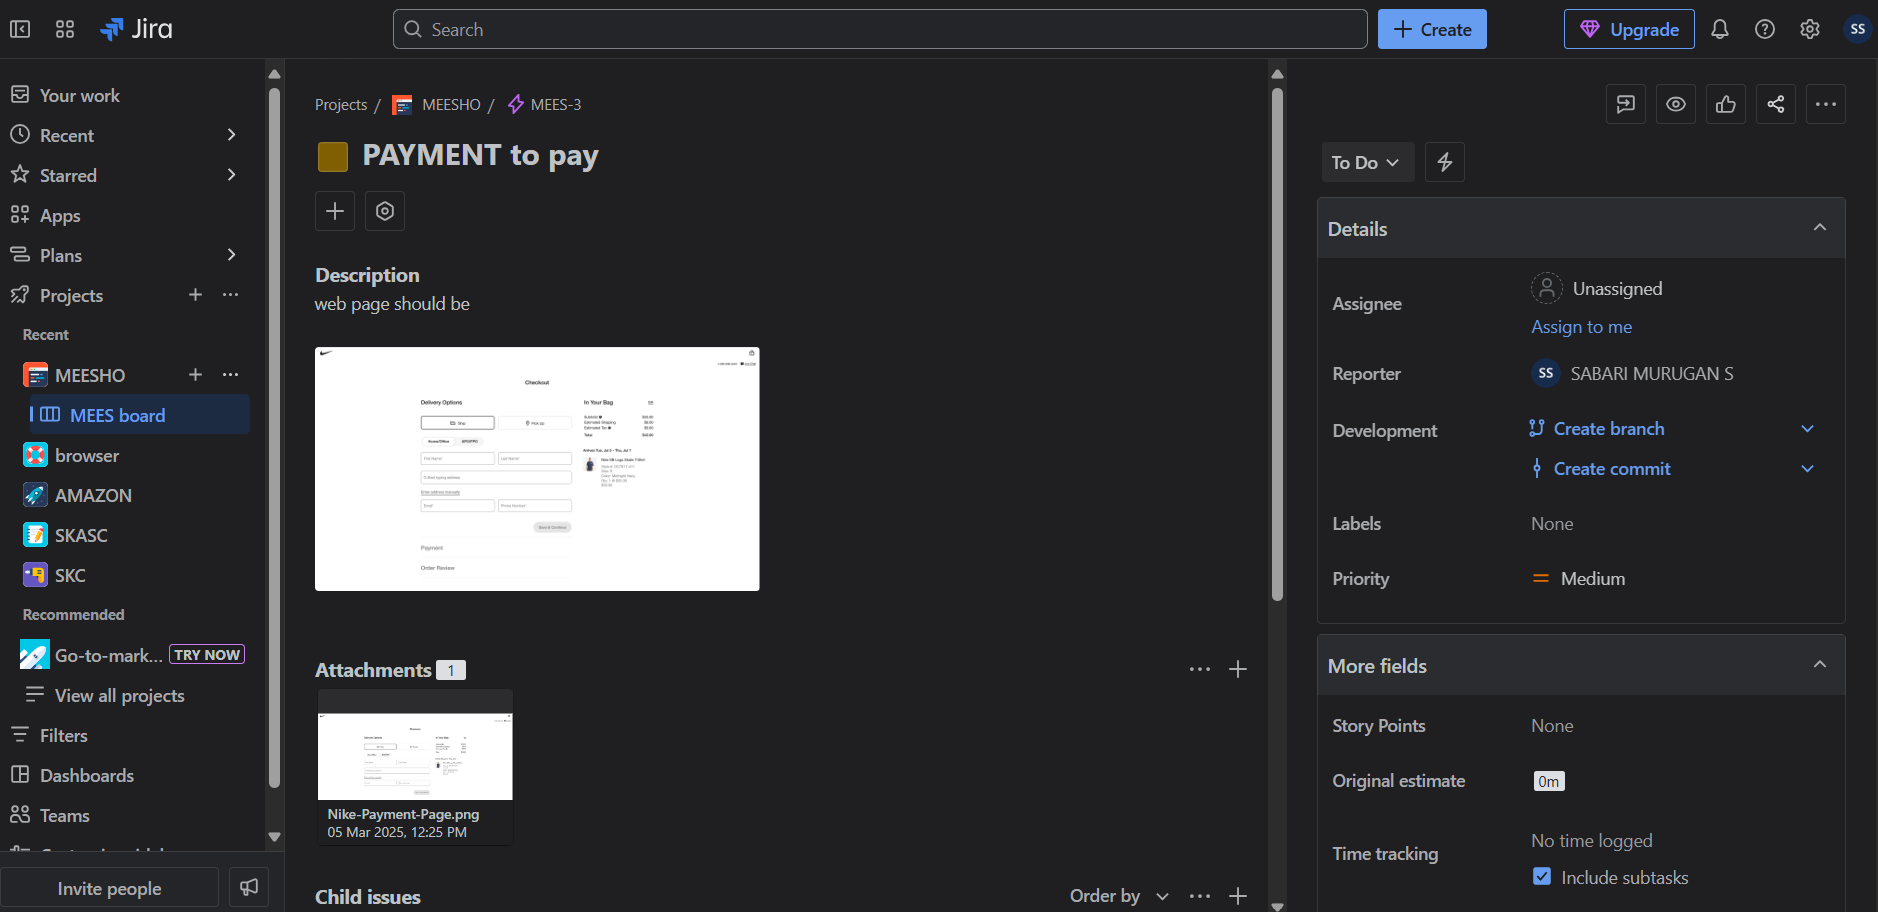 Jira
Search
Create
Upgrade
SS
Your work
Recent
Starred
Apps
Plans
Projects
Recent
MEESHO
MEES board
browser
AMAZON
SKASC
SKC
Recommended
Go-to-mark... TRY NOW
View all projects
Filters
Dashboards
Teams
Invite people
Projects / MEESHO / MEES-3
PAYMENT to pay
Description
web page should be
Checkout
Delivery Options
In Your Bag
Ship
Pick Up
Payment
Order Review
Attachments 1
Nike-Payment-Page.png
05 Mar 2025, 12:25 PM
Child issues
Order by
To Do
Details
Assignee
Unassigned
Assign to me
Reporter
SS SABARI MURUGAN S
Development
Create branch
Create commit
Labels
None
Priority
Medium
More fields
Story Points
None
Original estimate
0m
Time tracking
No time logged
Include subtasks